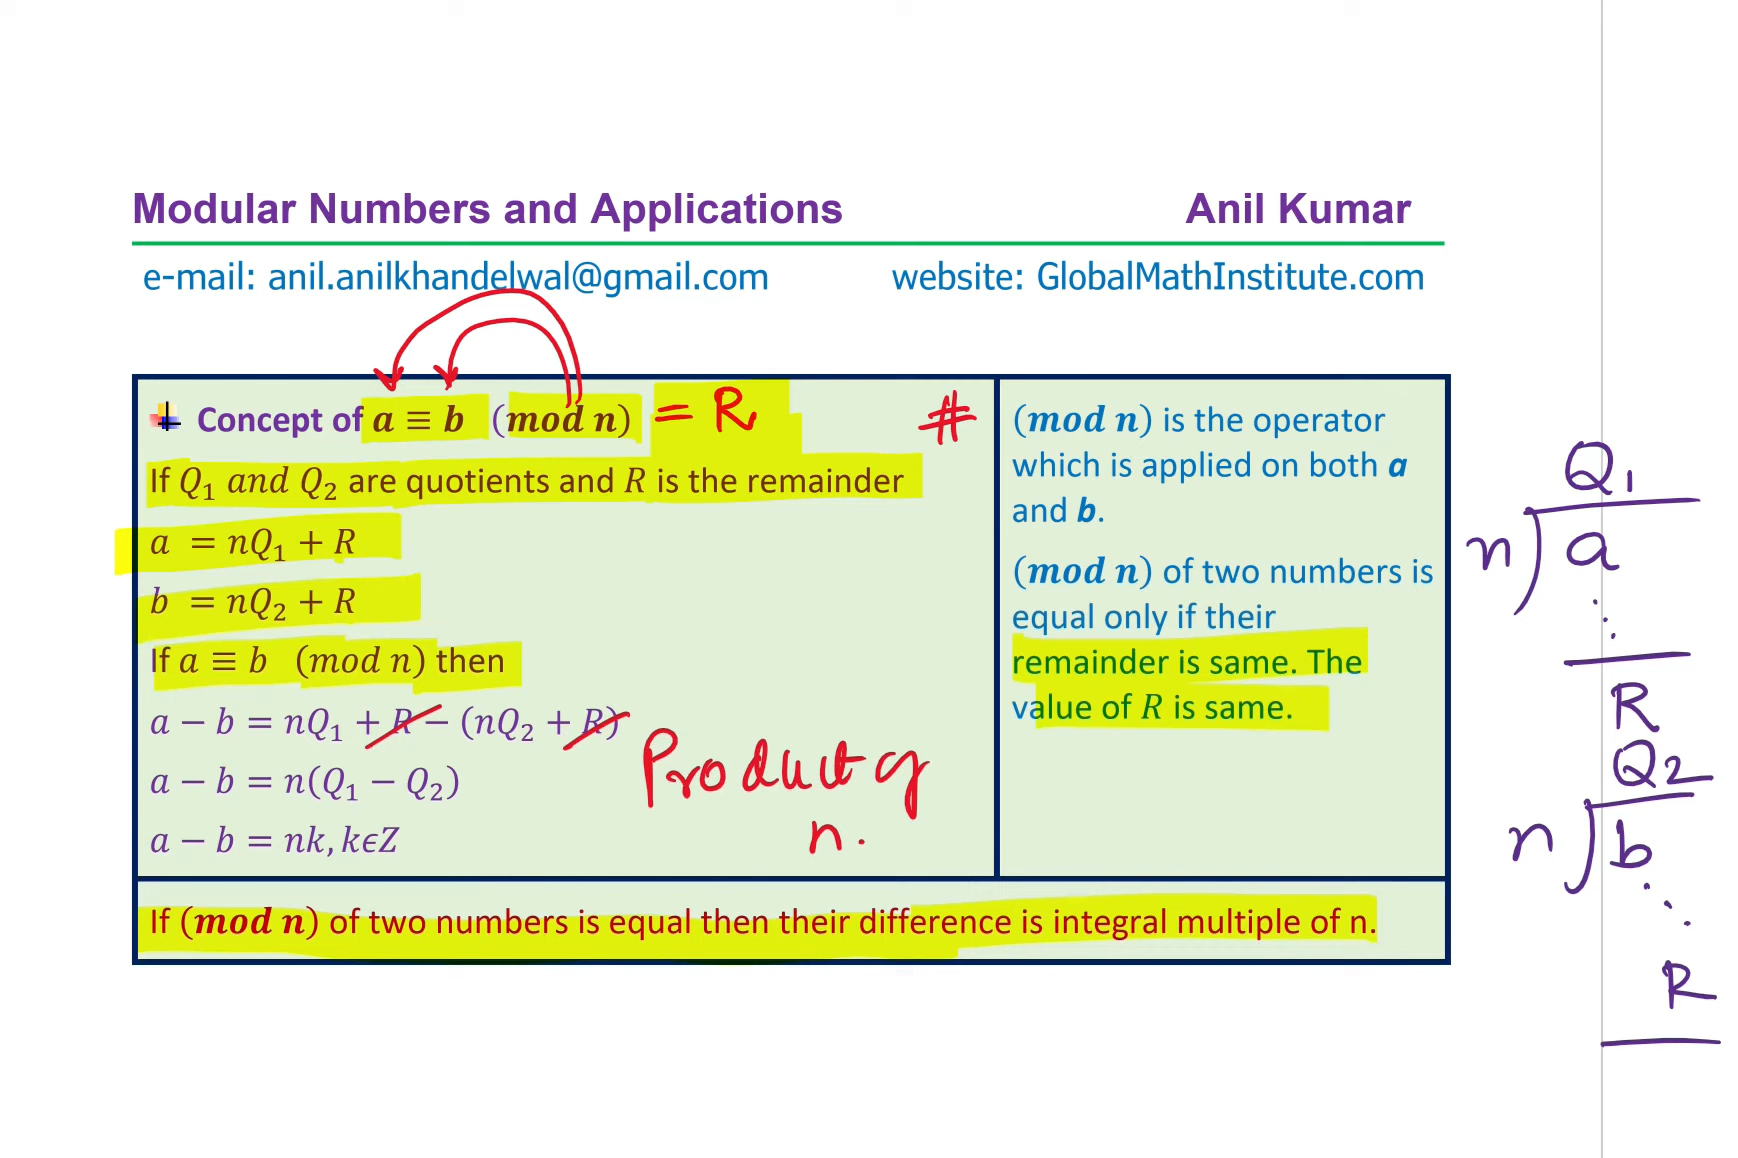 Modular Numbers and Applications Anil Kumar
e-mail: anil.anilkhandelwal@gmail.com website: GlobalMathInstitute.com
Concept of a ≡ b (mod n) = R #
If Q₁ and Q₂ are quotients and R is the remainder
a = nQ₁ + R
b = nQ₂ + R
If a ≡ b (mod n) then
a − b = nQ₁ + R − (nQ₂ + R)
a − b = n(Q₁ − Q₂)
a − b = nk, kϵZ
Product of
n.
(mod n) is the operator
which is applied on both a
and b.
(mod n) of two numbers is
equal only if their
remainder is same. The
value of R is same.
If (mod n) of two numbers is equal then their difference is integral multiple of n.
Q₁
n) a
R
Q2
n) b
R